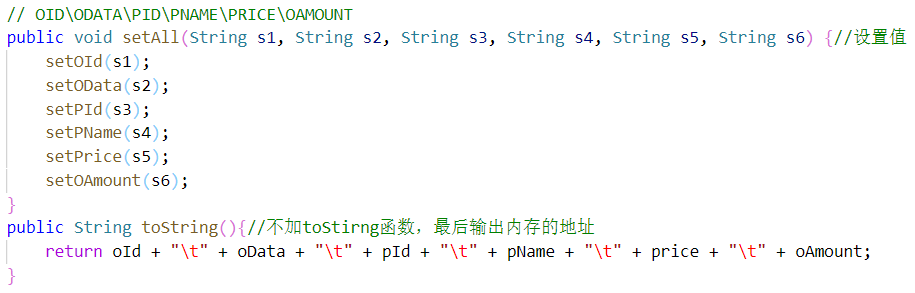 // OID\ODATA\PID\PNAME\PRICE\OAMOUNT
public void setAll(String s1, String s2, String s3, String s4, String s5, String s6) {//设置值
    setOId(s1);
    setOData(s2);
    setPId(s3);
    setPName(s4);
    setPrice(s5);
    setOAmount(s6);
}
public String toString(){//不加toStirng函数，最后输出内存的地址
    return oId + "\t" + oData + "\t" + pId + "\t" + pName + "\t" + price + "\t" + oAmount;
}